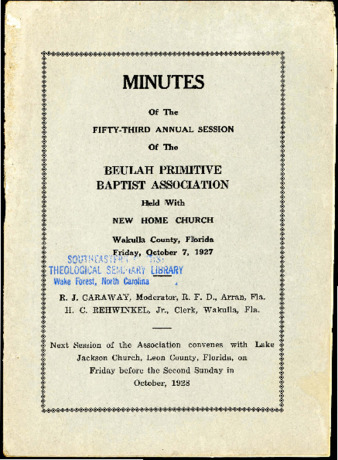 MINUTES
Of The
FIFTY-THIRD ANNUAL SESSION
Of The
BEULAH PRIMITIVE
BAPTIST ASSOCIATION
Held With
NEW HOME CHURCH
Wakulla County, Florida
Friday, October 7, 1927
SOUTHEASTERN
THEOLOGICAL SEMINARY LIBRARY
Wake Forest, North Carolina
R. J. CARAWAY, Moderator, R. F. D., Arran, Fla.
H. C. REHWINKEL, Jr., Clerk, Wakulla, Fla.
Next Session of the Association convenes with Lake
Jackson Church, Leon County, Florida, on
Friday before the Second Sunday in
October, 1928